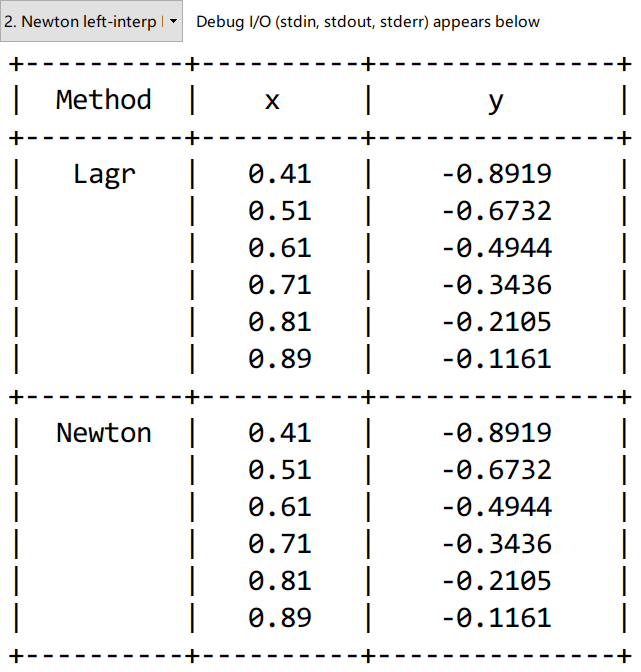 2. Newton left-interp Debug I/O (stdin, stdout, stderr) appears below
+----------+----------+---------------+
|  Method  |    x     |       y       |
+----------+----------+---------------+
|   Lagr   |   0.41   |    -0.8919    |
|          |   0.51   |    -0.6732    |
|          |   0.61   |    -0.4944    |
|          |   0.71   |    -0.3436    |
|          |   0.81   |    -0.2105    |
|          |   0.89   |    -0.1161    |
+----------+----------+---------------+
|  Newton  |   0.41   |    -0.8919    |
|          |   0.51   |    -0.6732    |
|          |   0.61   |    -0.4944    |
|          |   0.71   |    -0.3436    |
|          |   0.81   |    -0.2105    |
|          |   0.89   |    -0.1161    |
+----------+----------+---------------+